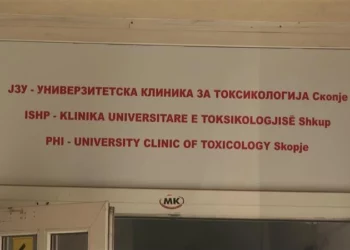 ЈЗУ - УНИВЕРЗИТЕТСКА КЛИНИКА ЗА ТОКСИКОЛОГИЈА Скопје
ISHP - KLINIKA UNIVERSITARE E TOKSIKOLOGJISË Shkup
PHI - UNIVERSITY CLINIC OF TOXICOLOGY Skopje
MK